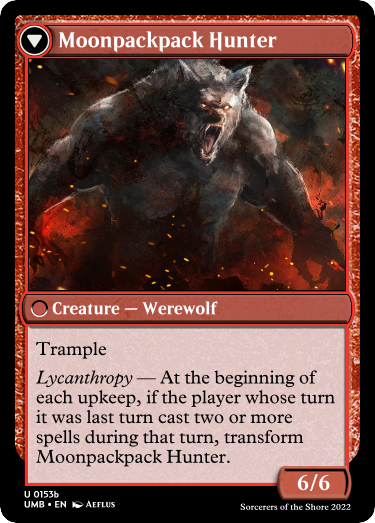 Moonpackpack Hunter
Creature — Werewolf
Trample
Lycanthropy — At the beginning of
each upkeep, if the player whose turn
it was last turn cast two or more
spells during that turn, transform
Moonpackpack Hunter.
6/6
U 0153b
UMB • EN Aeflus
Sorcerers of the Shore 2022